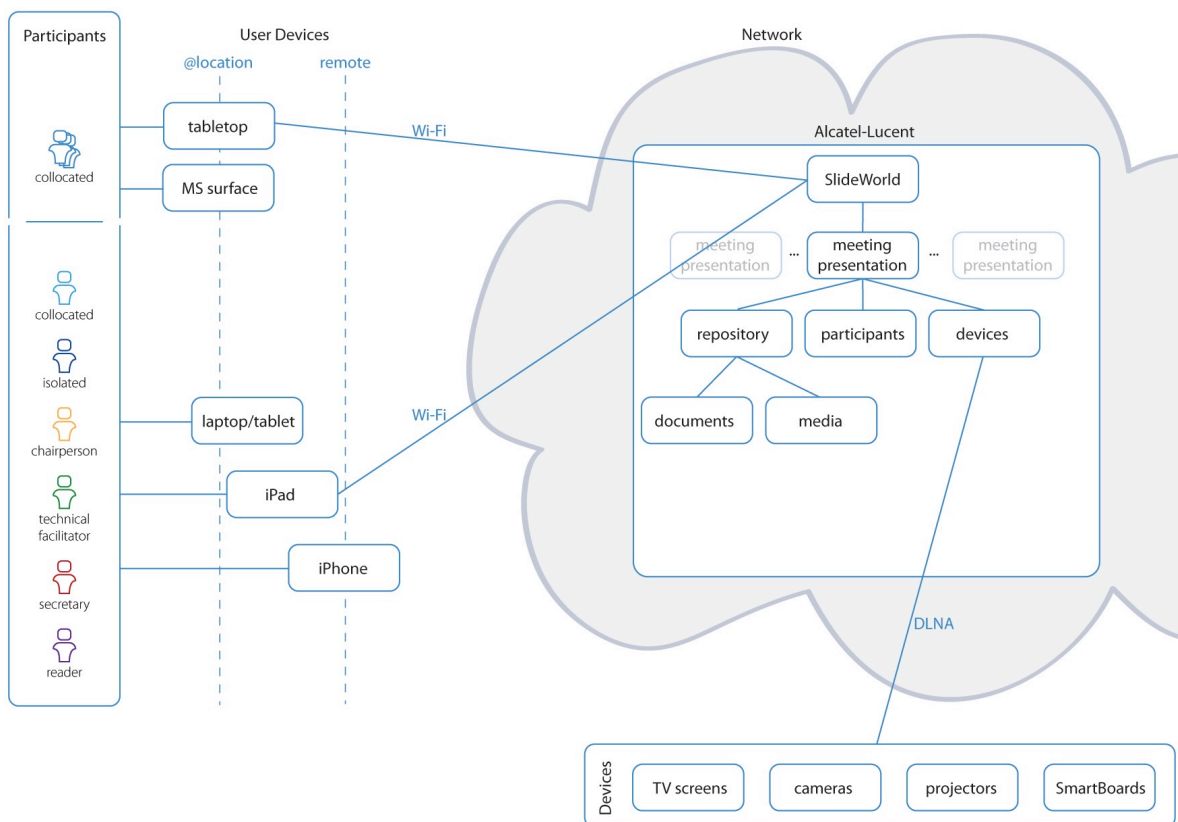 Participants
User Devices
Network
@location
remote
collocated
tabletop
MS surface
Wi-Fi
Alcatel-Lucent
SlideWorld
meeting
presentation
...
meeting
presentation
...
meeting
presentation
repository
participants
devices
documents
media
collocated
isolated
chairperson
technical
facilitator
secretary
reader
laptop/tablet
iPad
iPhone
Wi-Fi
DLNA
Devices
TV screens
cameras
projectors
SmartBoards